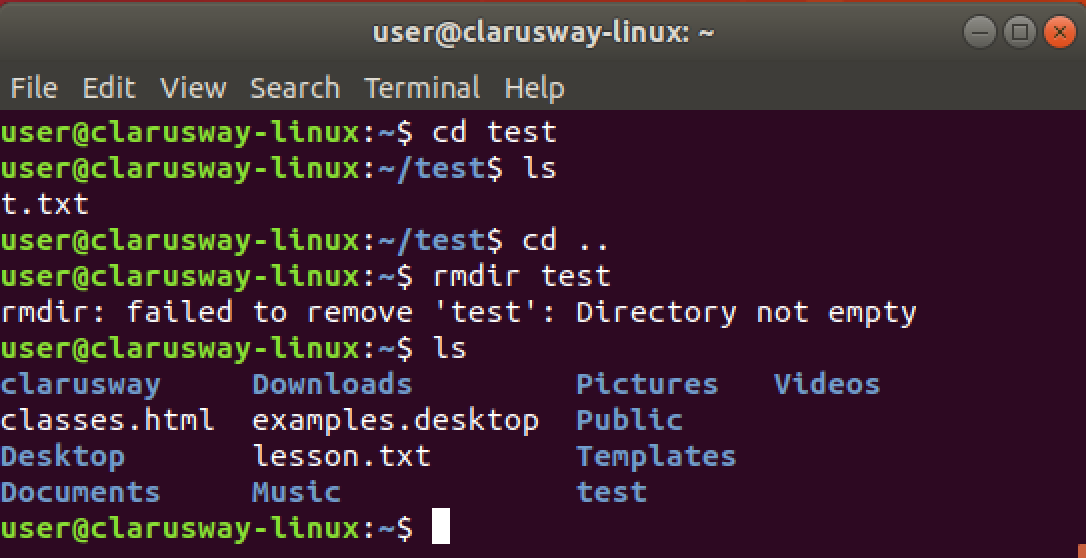 user@clarusway-linux: ~
File Edit View Search Terminal Help
user@clarusway-linux:~$ cd test
user@clarusway-linux:~/test$ ls
t.txt
user@clarusway-linux:~/test$ cd ..
user@clarusway-linux:~$ rmdir test
rmdir: failed to remove 'test': Directory not empty
user@clarusway-linux:~$ ls
clarusway Downloads Pictures Videos
classes.html examples.desktop Public
Desktop lesson.txt Templates
Documents Music test
user@clarusway-linux:~$